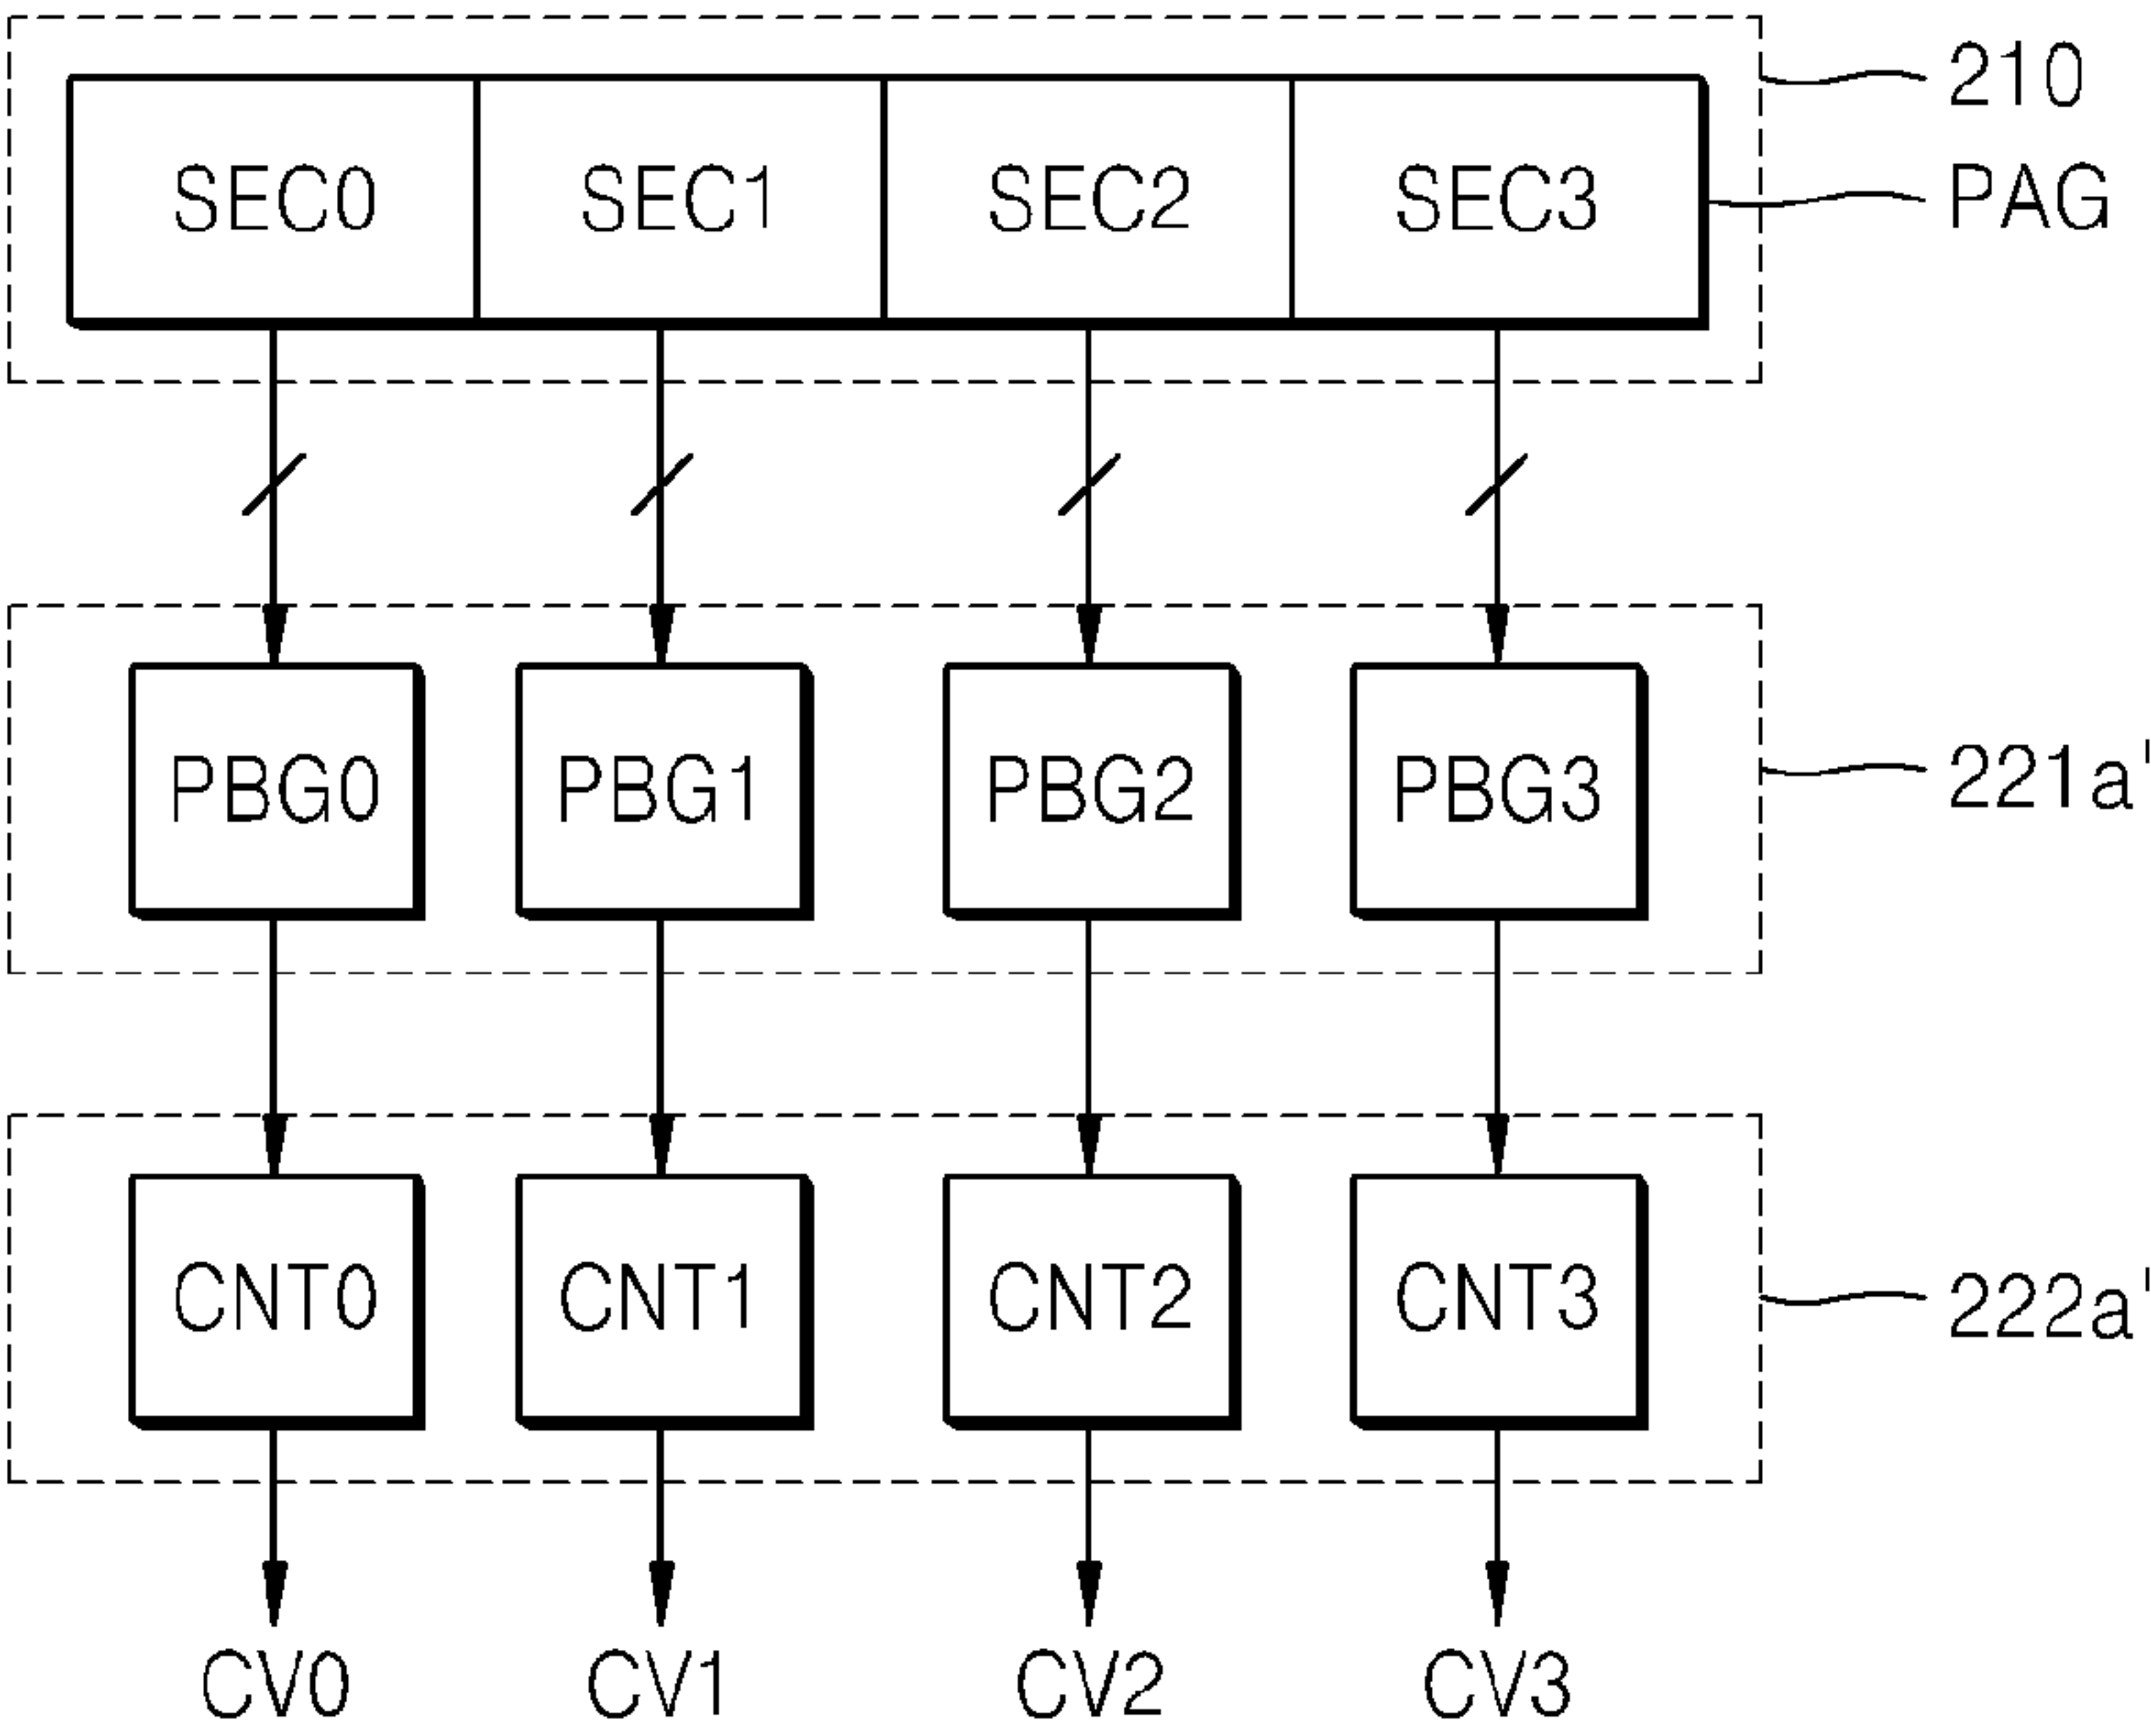 210
SEC0 SEC1 SEC2 SEC3 PAG
PBG0 PBG1 PBG2 PBG3 221a'
CNT0 CNT1 CNT2 CNT3 222a'
CV0 CV1 CV2 CV3